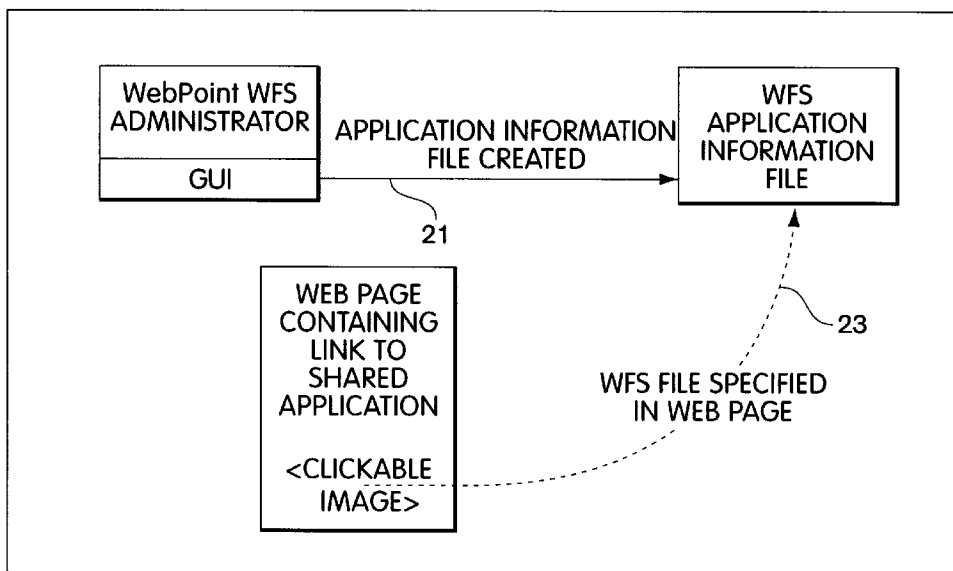 WebPoint WFS
ADMINISTRATOR
GUI
APPLICATION INFORMATION
FILE CREATED
21
WFS
APPLICATION
INFORMATION
FILE
WEB PAGE
CONTAINING
LINK TO
SHARED
APPLICATION
<CLICKABLE
IMAGE>
23
WFS FILE SPECIFIED
IN WEB PAGE